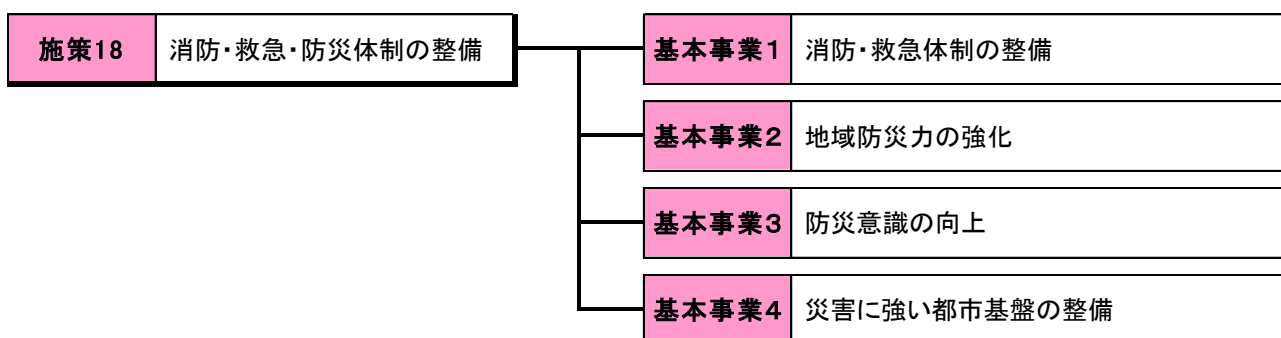 施策18 消防・救急・防災体制の整備
基本事業1 消防・救急体制の整備
基本事業2 地域防災力の強化
基本事業3 防災意識の向上
基本事業4 災害に強い都市基盤の整備